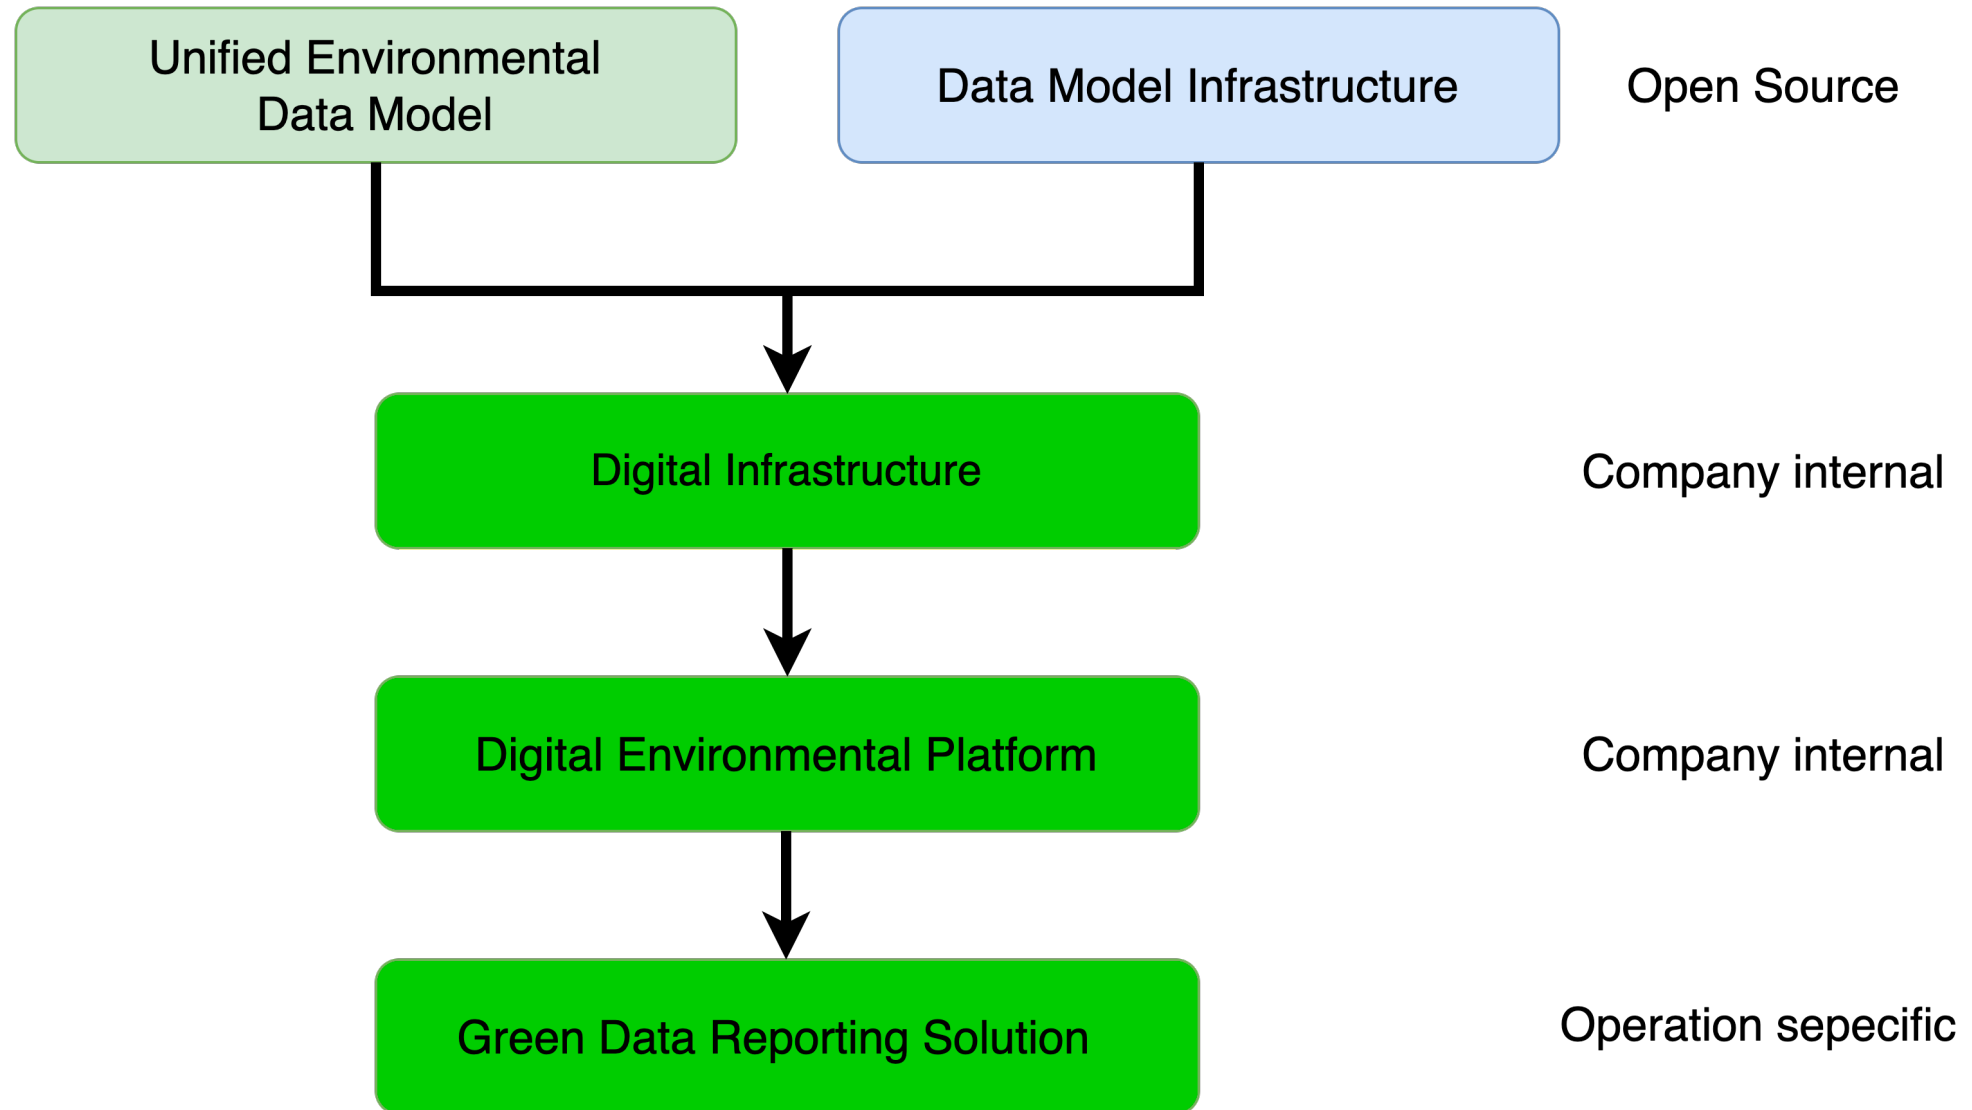 Unified Environmental
Data Model
Data Model Infrastructure
Open Source
Digital Infrastructure
Company internal
Digital Environmental Platform
Company internal
Green Data Reporting Solution
Operation sepecific